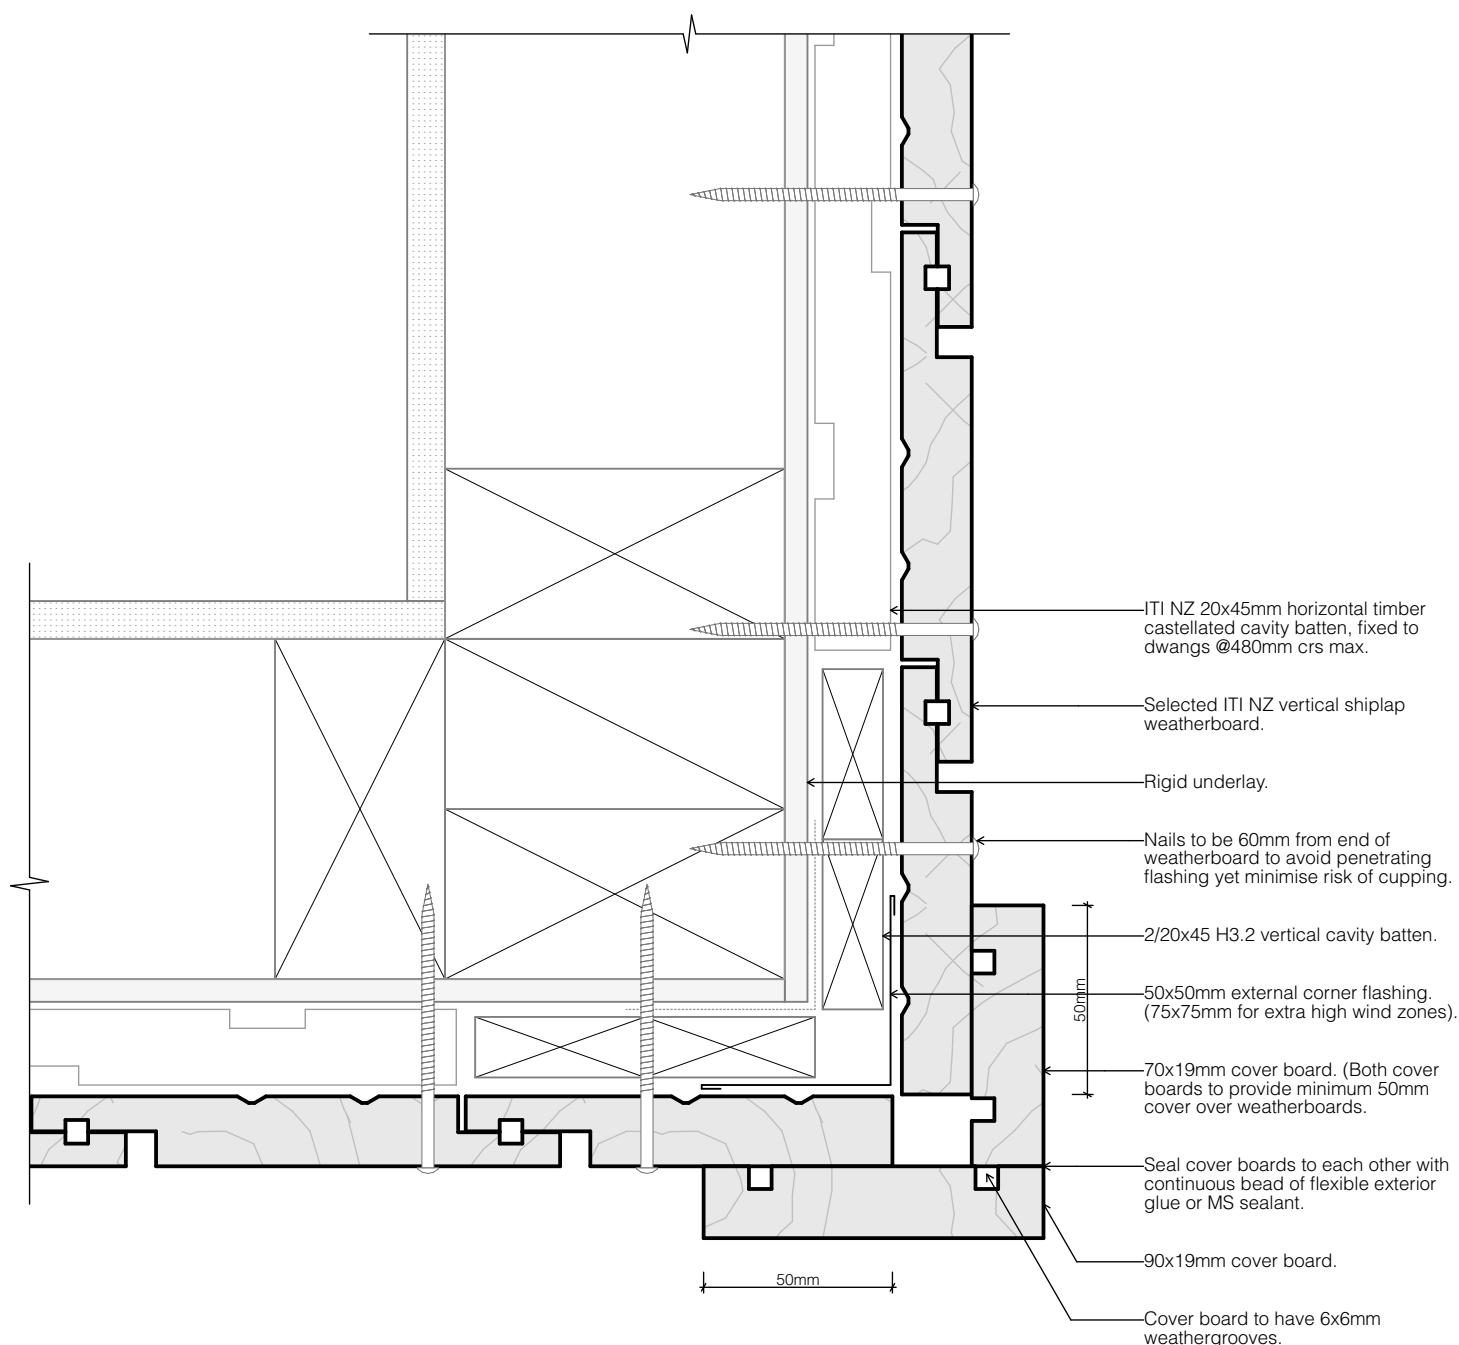 ITI NZ 20x45mm horizontal timber
castellated cavity batten, fixed to
dwangs @480mm crs max.
Selected ITI NZ vertical shiplap
weatherboard.
Rigid underlay.
Nails to be 60mm from end of
weatherboard to avoid penetrating
flashing yet minimise risk of cupping.
2/20x45 H3.2 vertical cavity batten.
50x50mm external corner flashing.
(75x75mm for extra high wind zones).
50mm
70x19mm cover board. (Both cover
boards to provide minimum 50mm
cover over weatherboards.
Seal cover boards to each other with
continuous bead of flexible exterior
glue or MS sealant.
90x19mm cover board.
50mm
Cover board to have 6x6mm
weathergrooves.